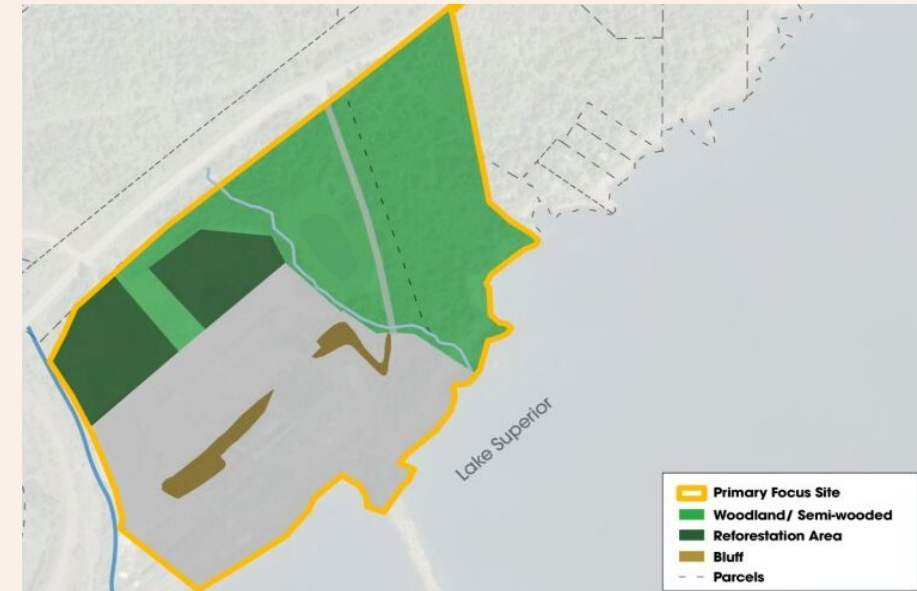 Lake Superior
Primary Focus Site
Woodland/ Semi-wooded
Reforestation Area
Bluff
Parcels